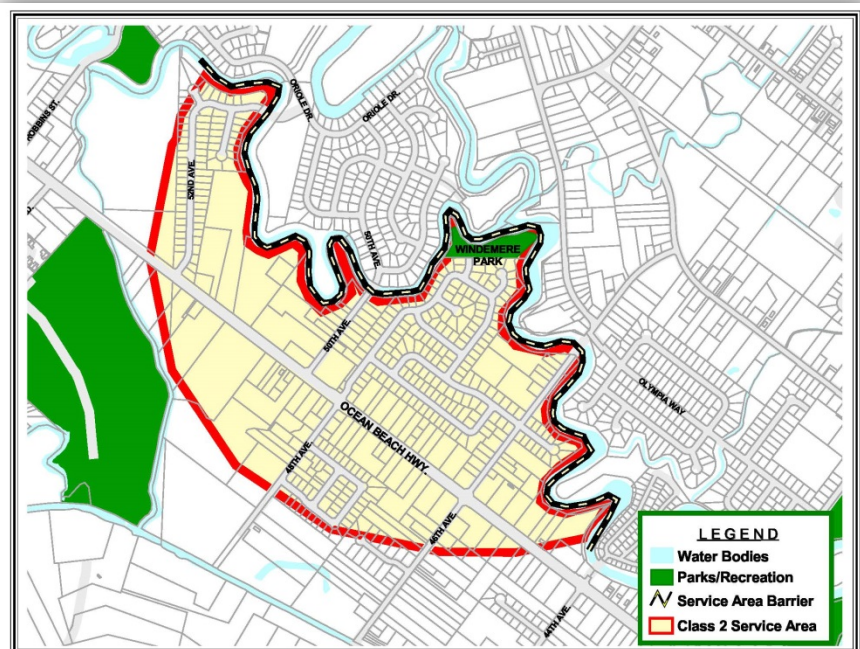 ROBBINS ST.
ORIOLE DR.
ORIOLE DR.
52ND AVE.
50TH AVE.
WINDEMERE
PARK
50TH AVE.
OLYMPIA WAY
OCEAN BEACH HWY.
48TH AVE.
46TH AVE.
44TH AVE.
LEGEND
Water Bodies
Parks/Recreation
Service Area Barrier
Class 2 Service Area